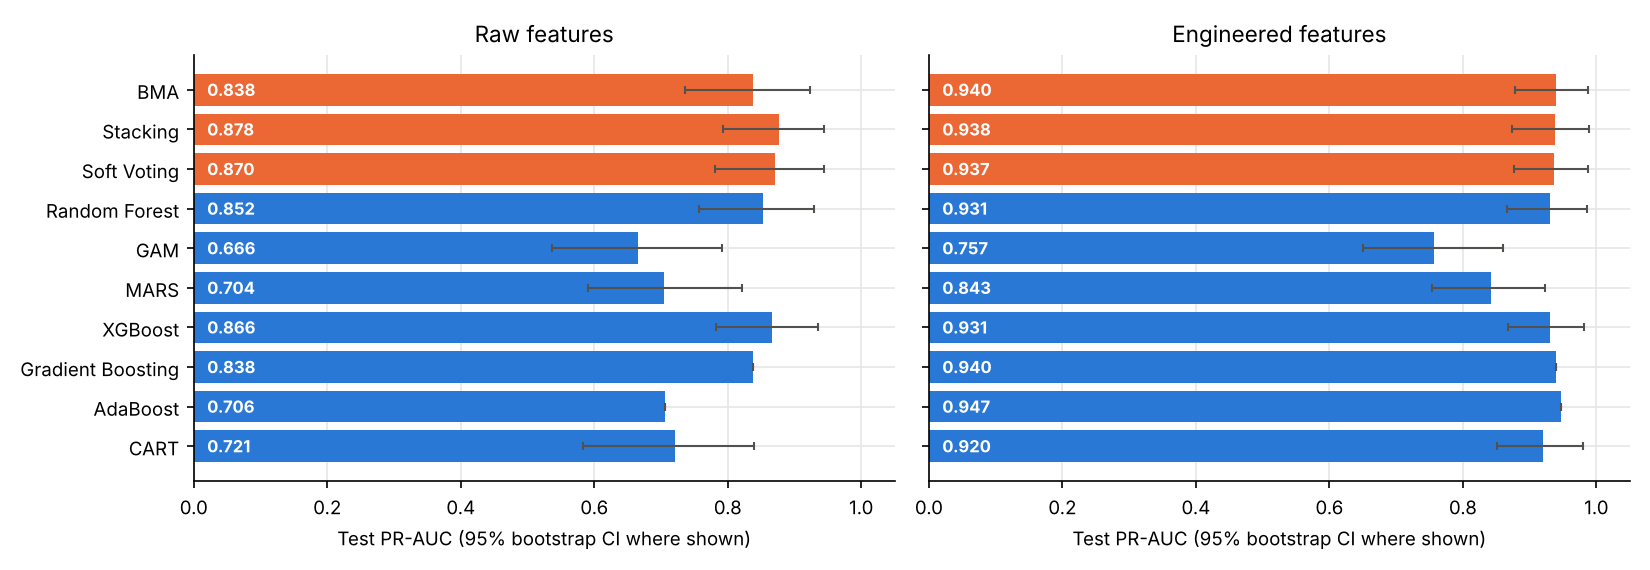 Raw features
BMA 0.838
Stacking 0.878
Soft Voting 0.870
Random Forest 0.852
GAM 0.666
MARS 0.704
XGBoost 0.866
Gradient Boosting 0.838
AdaBoost 0.706
CART 0.721
0.0 0.2 0.4 0.6 0.8 1.0
Test PR-AUC (95% bootstrap CI where shown)
Engineered features
0.940
0.938
0.937
0.931
0.757
0.843
0.931
0.940
0.947
0.920
0.0 0.2 0.4 0.6 0.8 1.0
Test PR-AUC (95% bootstrap CI where shown)